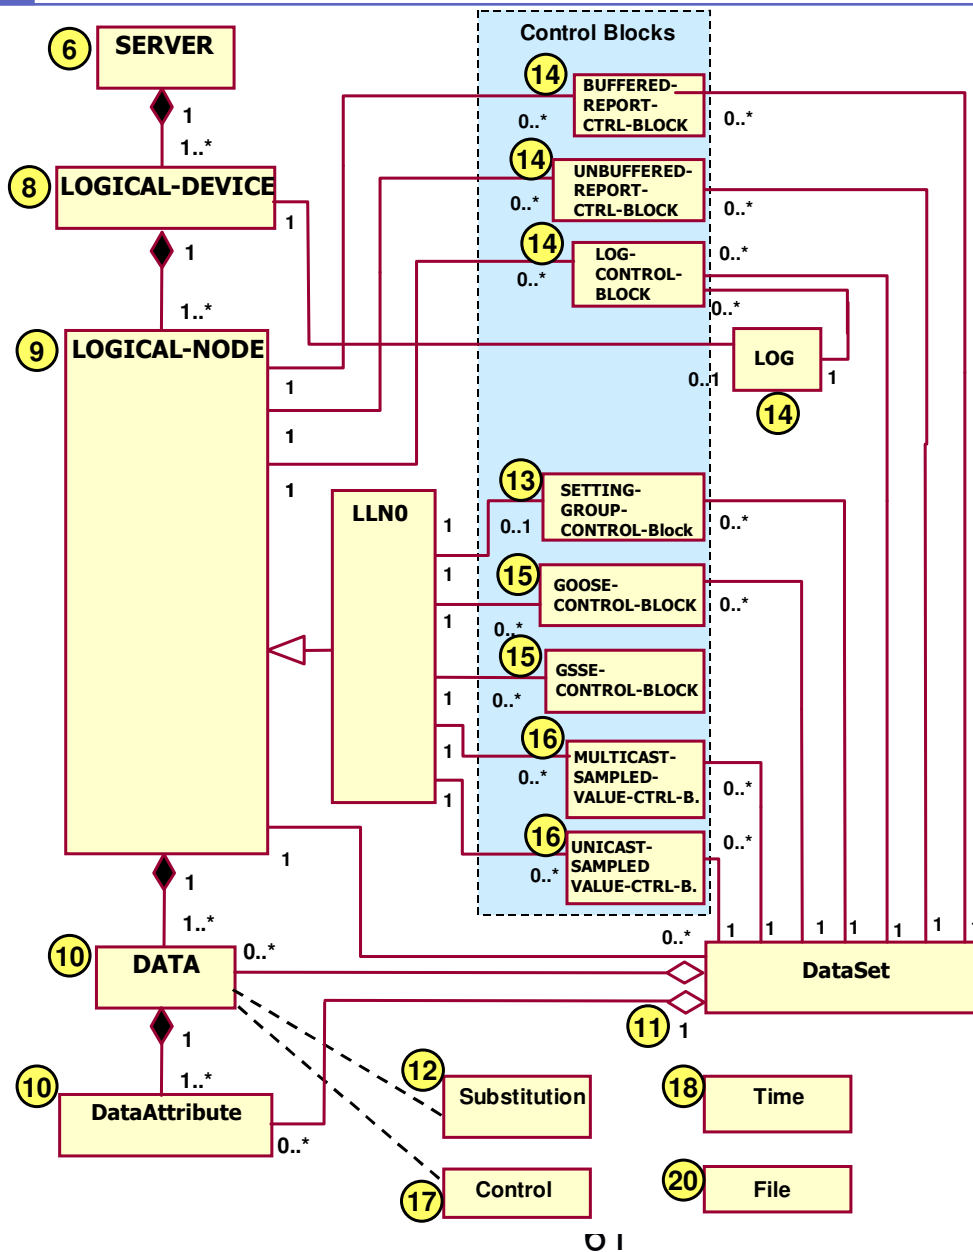 Control Blocks
6
SERVER
1
1..*
8
LOGICAL-DEVICE
1
1
1..*
9
LOGICAL-NODE
1
1
1
14
BUFFERED-
REPORT-
CTRL-BLOCK
0..*
0..*
14
UNBUFFERED-
REPORT-
CTRL-BLOCK
0..*
0..*
14
LOG-
CONTROL-
BLOCK
0..*
0..*
0..*
LOG
0..1
1
14
LLN0
1
1
1
1
1
1
13
SETTING-
GROUP-
CONTROL-Block
0..1
0..*
15
GOOSE-
CONTROL-BLOCK
0..*
0..*
15
GSSE-
CONTROL-BLOCK
0..*
16
MULTICAST-
SAMPLED-
VALUE-CTRL-B.
0..*
0..*
16
UNICAST-
SAMPLED
VALUE-CTRL-B.
0..*
0..*
1
1
1..*
0..*
0..*
1
1
1
1
1
1
1
10
DATA
DataSet
11
1
1
1..*
10
DataAttribute
0..*
12
Substitution
17
Control
18
Time
20
File